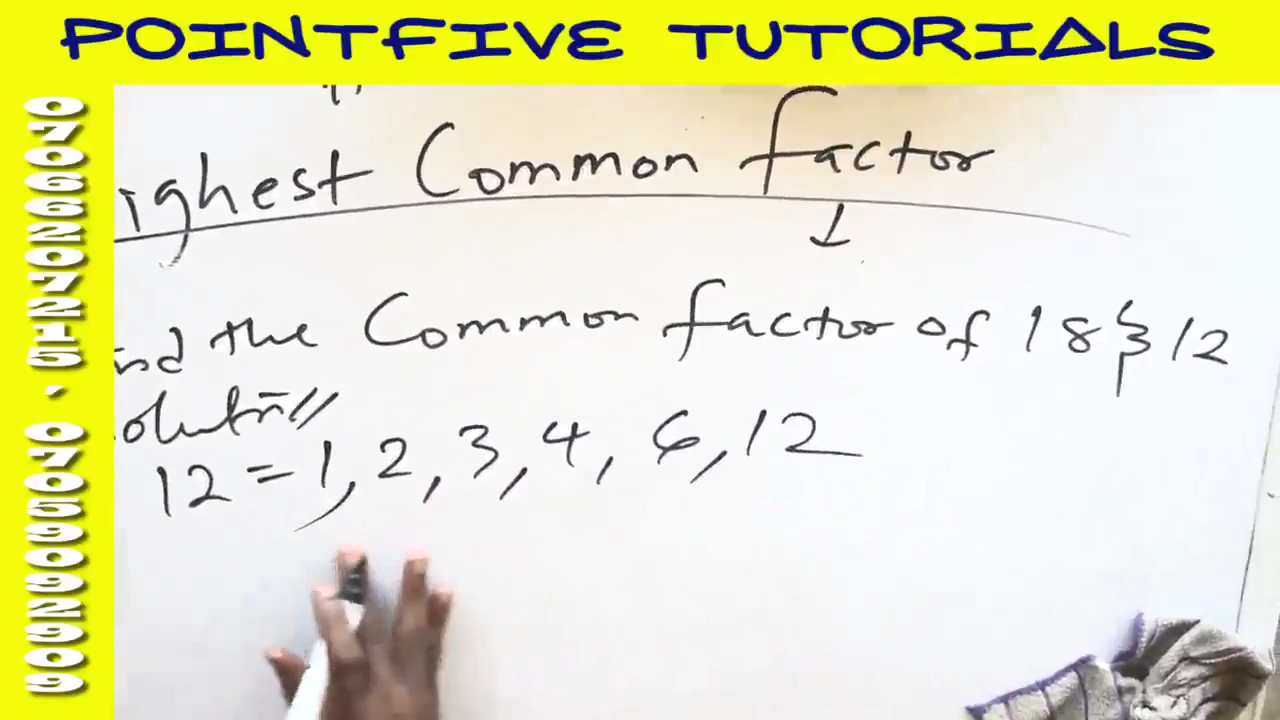 POINTFIVE TUTORIALS
07066207215, 07059092909
ighest Common factor
nd the Common factor of 18 & 12
olution//
12 = 1, 2, 3, 4, 6, 12